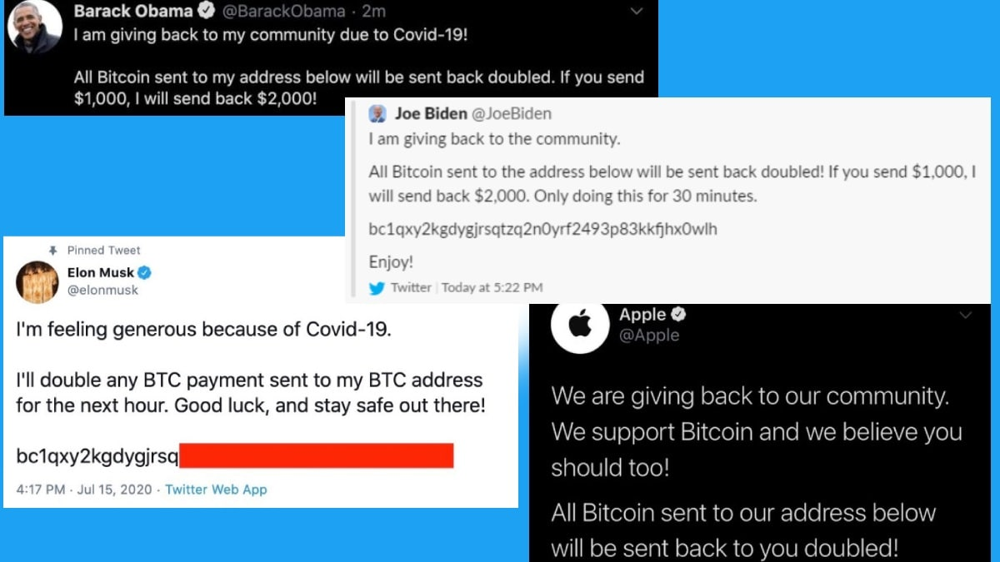 Barack Obama @BarackObama · 2m
I am giving back to my community due to Covid-19!
All Bitcoin sent to my address below will be sent back doubled. If you send
$1,000, I will send back $2,000!
Joe Biden @JoeBiden
I am giving back to the community.
All Bitcoin sent to the address below will be sent back doubled! If you send $1,000, I
will send back $2,000. Only doing this for 30 minutes.
bc1qxy2kgdygjrsqtzq2n0yrf2493p83kkfjhx0wlh
Enjoy!
Twitter | Today at 5:22 PM
Pinned Tweet
Elon Musk
@elonmusk
I'm feeling generous because of Covid-19.
I'll double any BTC payment sent to my BTC address
for the next hour. Good luck, and stay safe out there!
bc1qxy2kgdygjrsq
4:17 PM · Jul 15, 2020 · Twitter Web App
Apple
@Apple
We are giving back to our community.
We support Bitcoin and we believe you
should too!
All Bitcoin sent to our address below
will be sent back to you doubled!